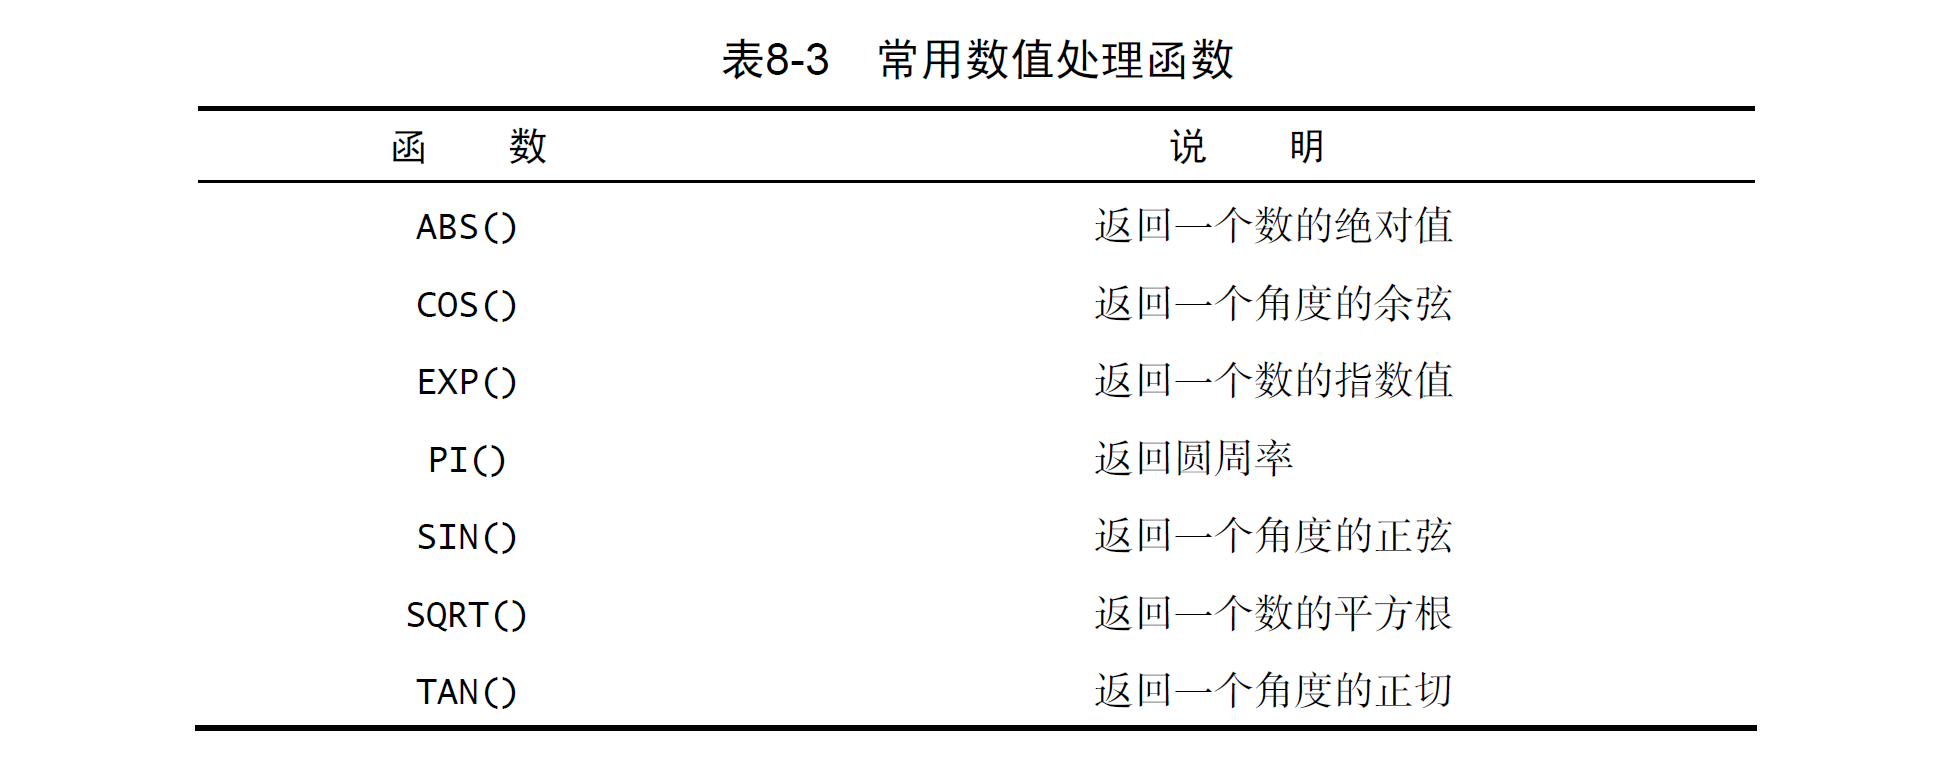 表8-3 常用数值处理函数
函 数 说 明
ABS() 返回一个数的绝对值
COS() 返回一个角度的余弦
EXP() 返回一个数的指数值
PI() 返回圆周率
SIN() 返回一个角度的正弦
SQRT() 返回一个数的平方根
TAN() 返回一个角度的正切